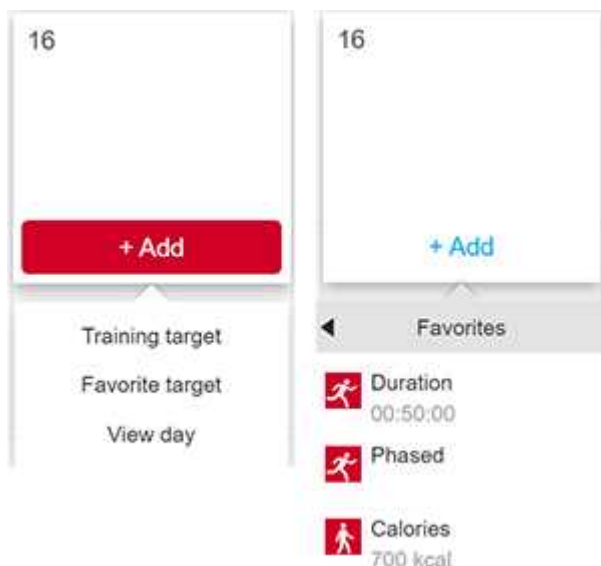 16
+ Add
Training target
Favorite target
View day
16
+ Add
Favorites
Duration
00:50:00
Phased
Calories
700 kcal